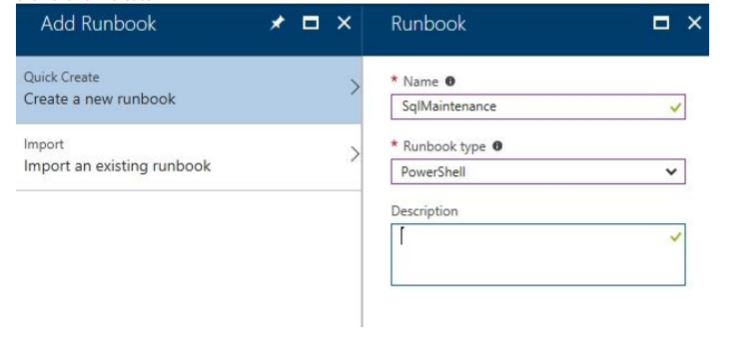 Add Runbook
Quick Create
Create a new runbook
Import
Import an existing runbook
Runbook
* Name
SqlMaintenance
* Runbook type
PowerShell
Description